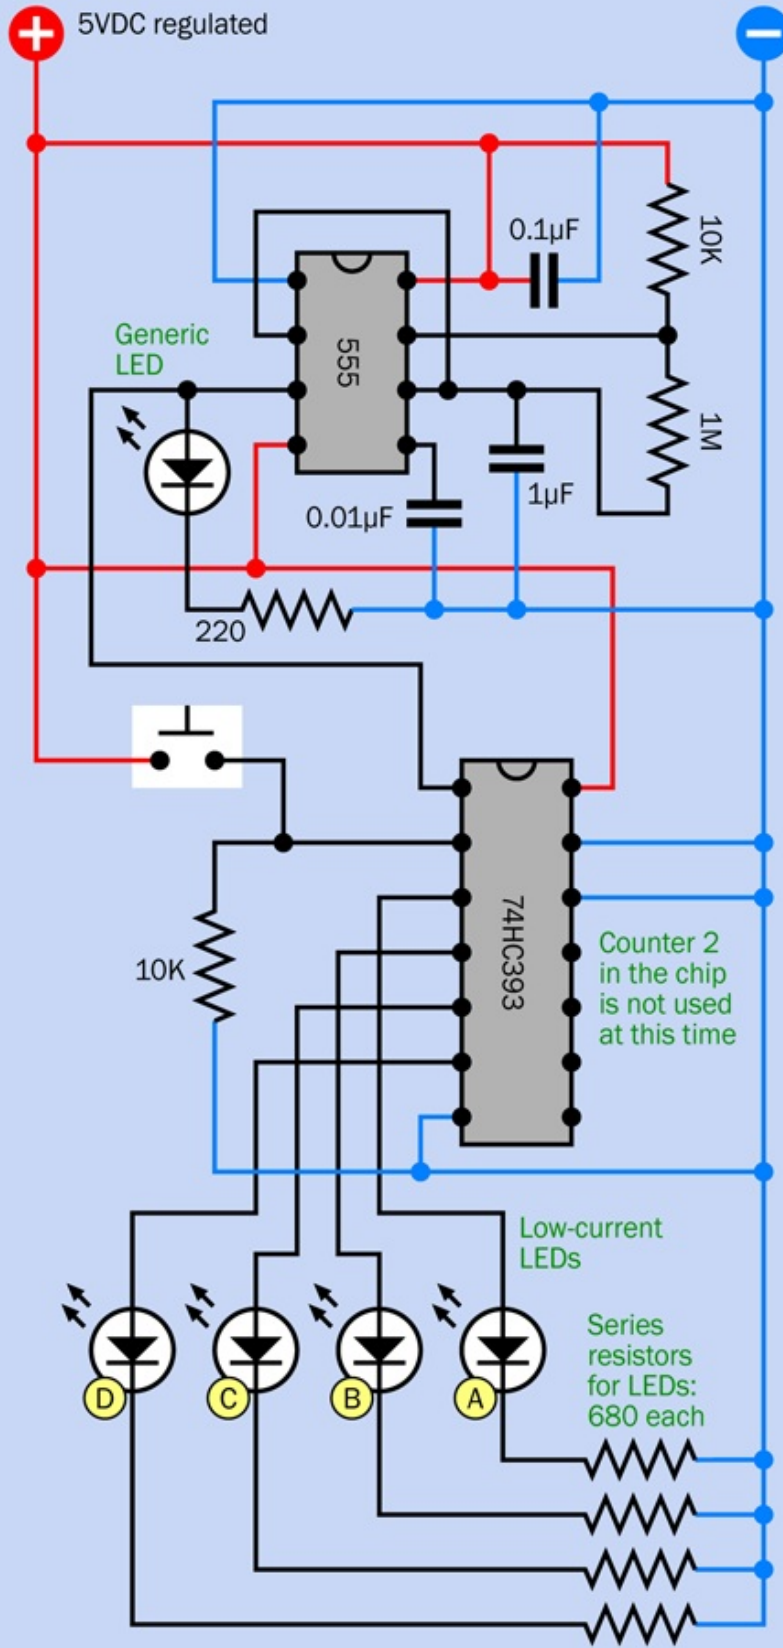 5VDC regulated
0.1µF
10K
Generic
LED
555
1M
0.01µF
1µF
220
74HC393
10K
Counter 2
in the chip
is not used
at this time
Low-current
LEDs
Series
resistors
for LEDs:
680 each
D
C
B
A